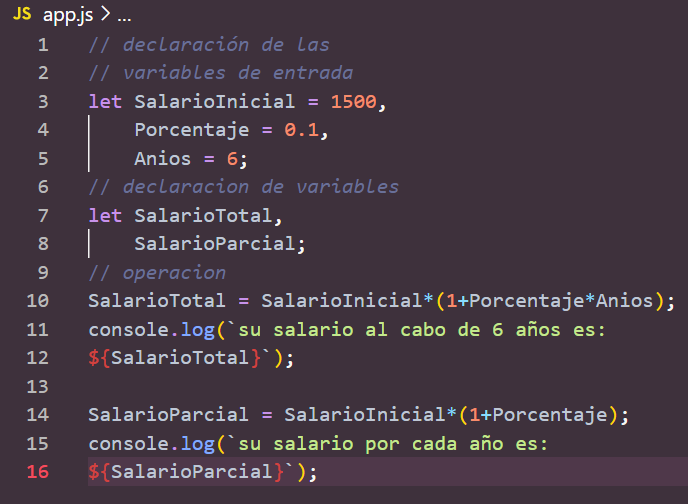 JS app.js > ...
1 // declaración de las
2 // variables de entrada
3 let SalarioInicial = 1500,
4     Porcentaje = 0.1,
5     Anios = 6;
6 // declaracion de variables
7 let SalarioTotal,
8     SalarioParcial;
9 // operacion
10 SalarioTotal = SalarioInicial*(1+Porcentaje*Anios);
11 console.log(`su salario al cabo de 6 años es:
12 ${SalarioTotal}`);
13
14 SalarioParcial = SalarioInicial*(1+Porcentaje);
15 console.log(`su salario por cada año es:
16 ${SalarioParcial}`);